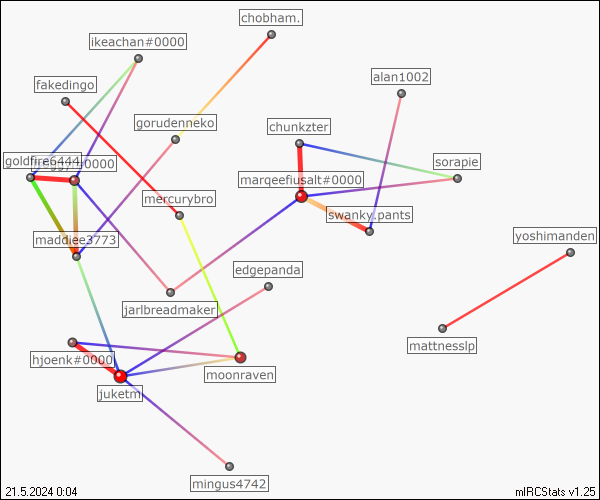 chobham.
ikeachan#0000
alan1002
fakedingo
gorudenneko
chunkzter
goldfire6444
#0000
sorapie
marqeefiusalt#0000
mercurybro
swanky.pants
maddiee3773
yoshimanden
edgepanda
jarlbreadmaker
mattnesslp
hjoenk#0000
moonraven
juketm
mingus4742
21.5.2024 0:04
mIRCStats v1.25